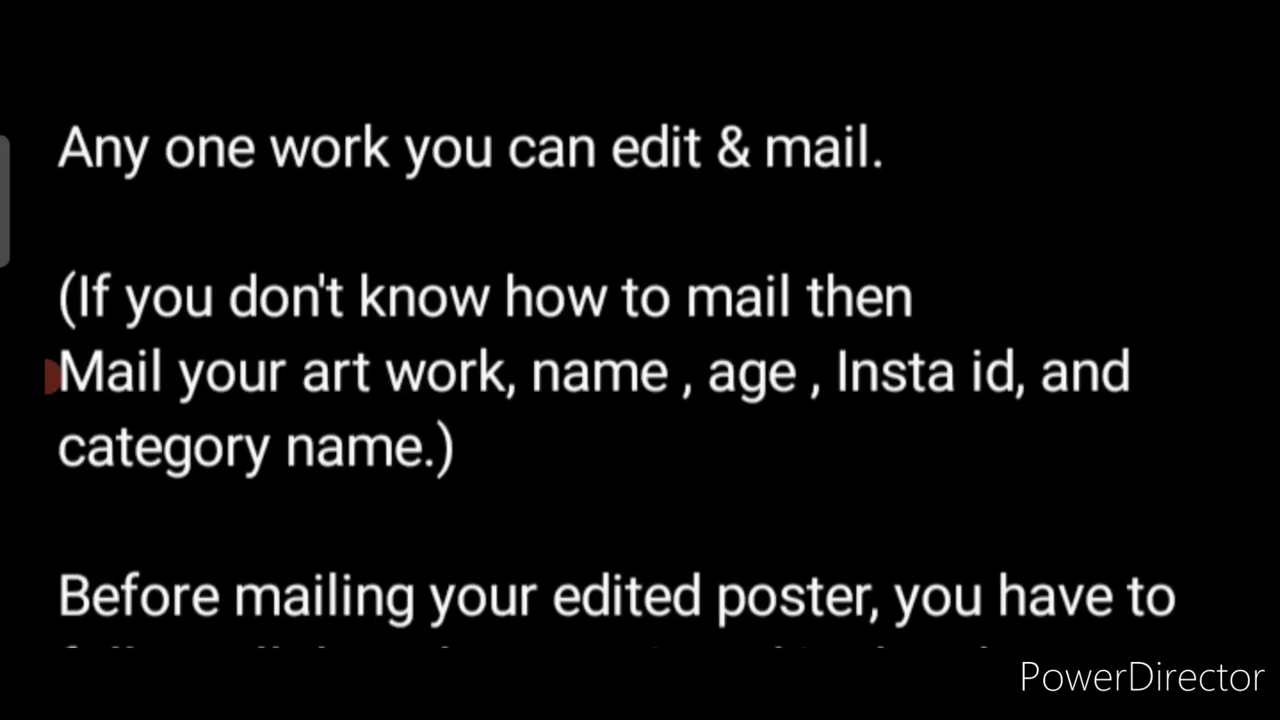 Any one work you can edit & mail.
(If you don't know how to mail then
Mail your art work, name , age , Insta id, and
category name.)
Before mailing your edited poster, you have to
PowerDirector